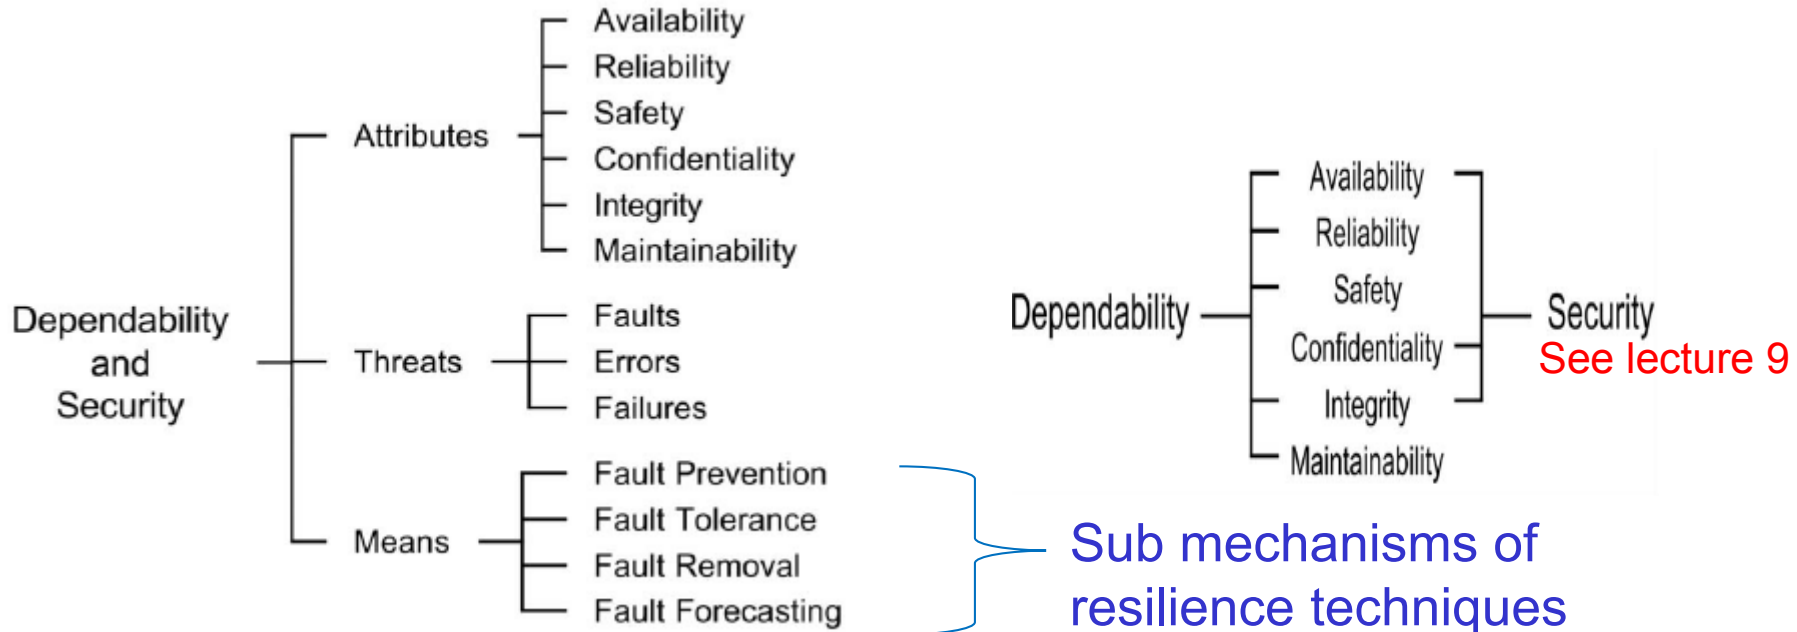 Dependability
and
Security
Attributes
Availability
Reliability
Safety
Confidentiality
Integrity
Maintainability
Threats
Faults
Errors
Failures
Means
Fault Prevention
Fault Tolerance
Fault Removal
Fault Forecasting
Sub mechanisms of
resilience techniques
Dependability
Availability
Reliability
Safety
Confidentiality
Integrity
Maintainability
Security
See lecture 9